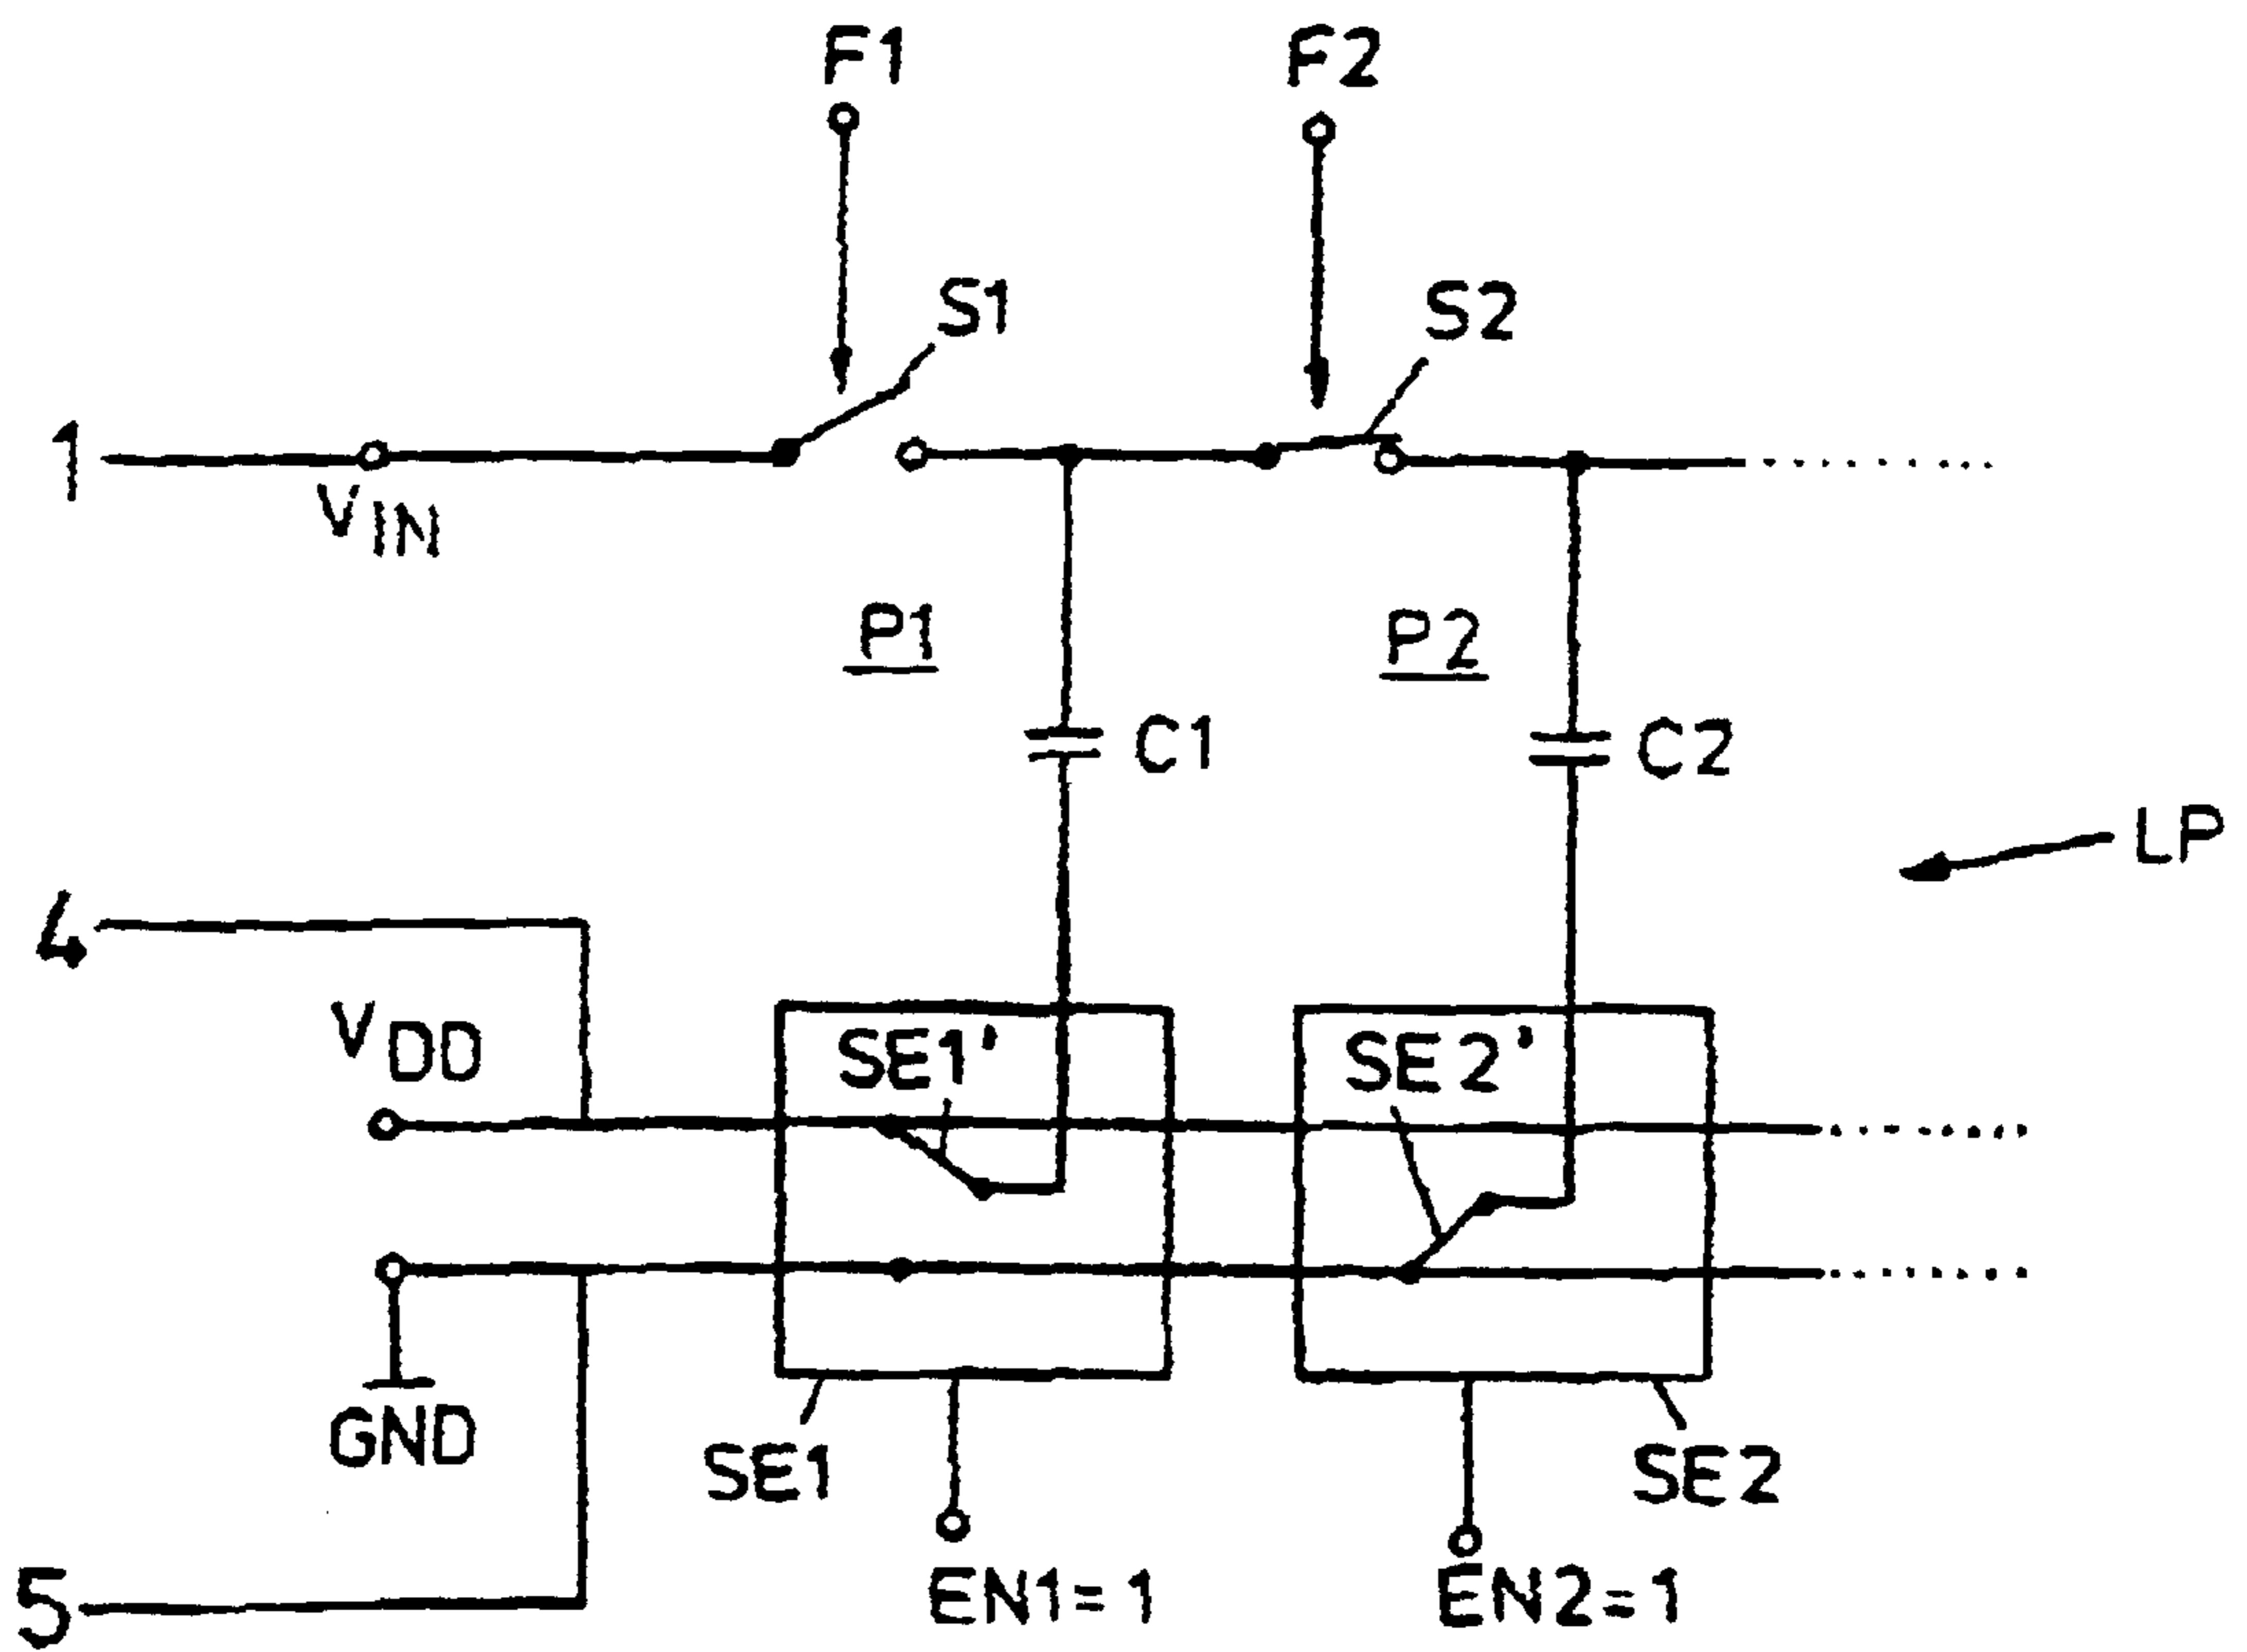 F1 F2
S1 S2
1
VIN
P1 P2
C1 C2
LP
4
VDD
SE1' SE2'
GND
SE1 SE2
5
EN1=1 EN2=1